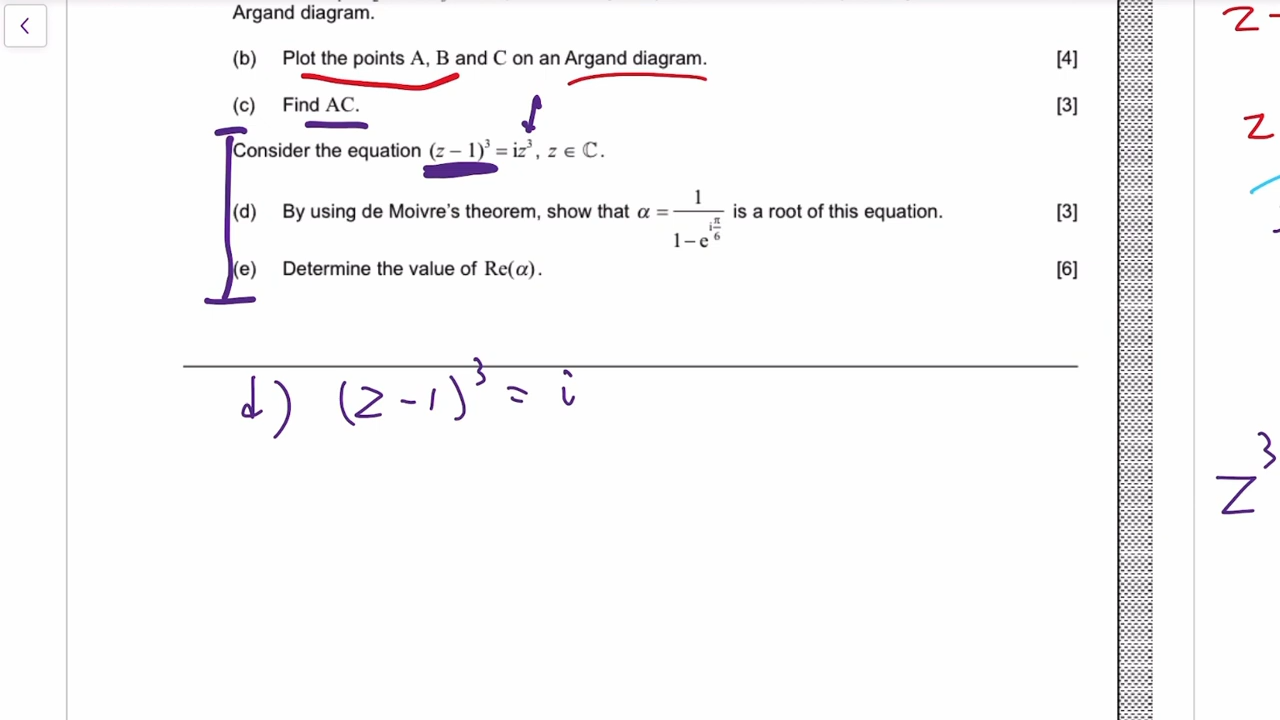 Argand diagram.
(b) Plot the points A, B and C on an Argand diagram. [4]
(c) Find AC. [3]
Consider the equation (z – 1)³ = iz³, z ∈ ℂ.
(d) By using de Moivre's theorem, show that α = 1/(1–e^(iπ/6)) is a root of this equation. [3]
(e) Determine the value of Re(α). [6]
d) (z - 1)³ = i
z
z
z³